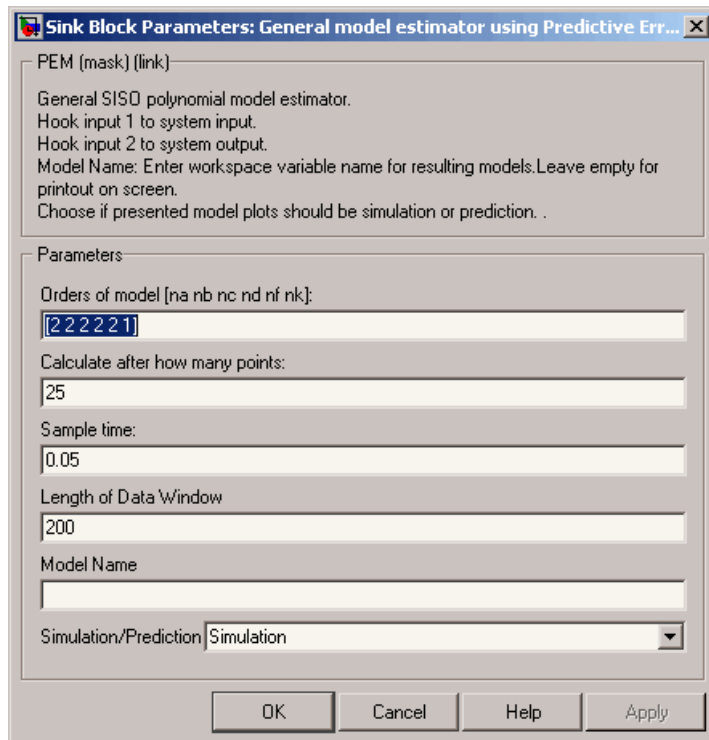 Sink Block Parameters: General model estimator using Predictive Err...
PEM (mask) (link)
General SISO polynomial model estimator.
Hook input 1 to system input.
Hook input 2 to system output.
Model Name: Enter workspace variable name for resulting models.Leave empty for
printout on screen.
Choose if presented model plots should be simulation or prediction. .
Parameters
Orders of model [na nb nc nd nf nk]:
[2 2 2 2 2 1]
Calculate after how many points:
25
Sample time:
0.05
Length of Data Window
200
Model Name
Simulation/Prediction Simulation
OK Cancel Help Apply